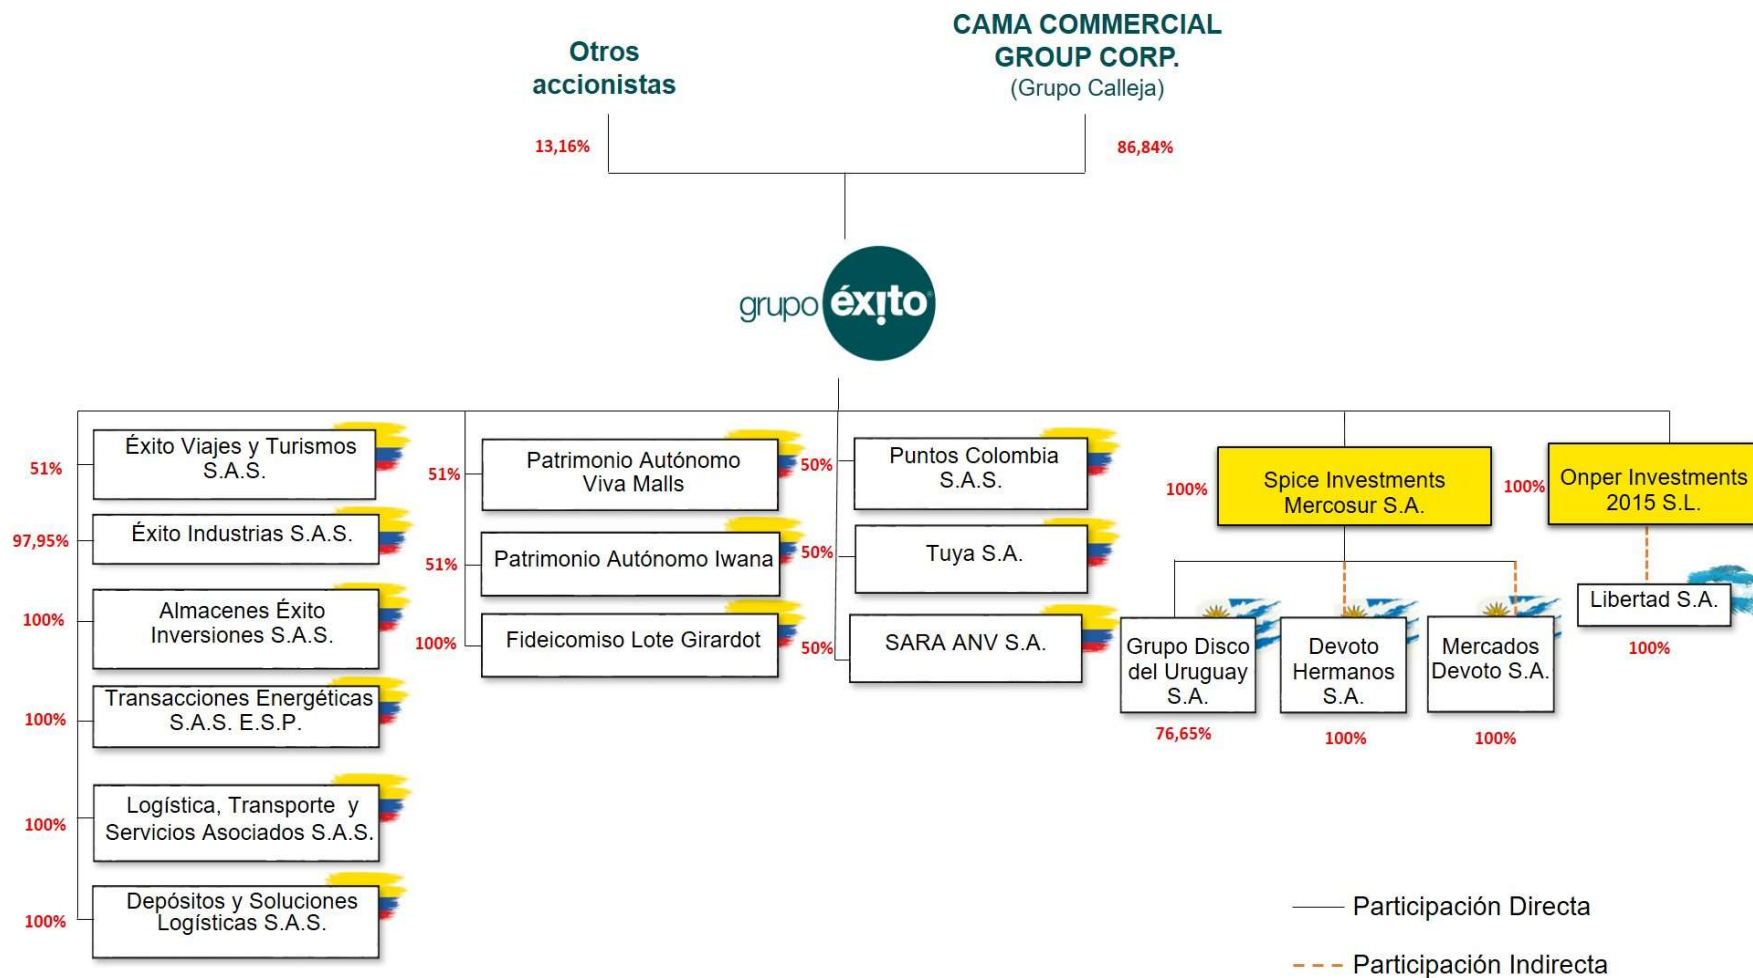 Otros
accionistas
CAMA COMMERCIAL
GROUP CORP.
(Grupo Calleja)
13,16%
86,84%
grupo éxito
51%
Éxito Viajes y Turismos
S.A.S.
97,95%
Éxito Industrias S.A.S.
100%
Almacenes Éxito
Inversiones S.A.S.
100%
Transacciones Energéticas
S.A.S. E.S.P.
100%
Logística, Transporte y
Servicios Asociados S.A.S.
100%
Depósitos y Soluciones
Logísticas S.A.S.
51%
Patrimonio Autónomo
Viva Malls
51%
Patrimonio Autónomo Iwana
100%
Fideicomiso Lote Girardot
50%
Puntos Colombia
S.A.S.
50%
Tuya S.A.
50%
SARA ANV S.A.
100%
Spice Investments
Mercosur S.A.
Grupo Disco
del Uruguay
S.A.
76,65%
Devoto
Hermanos
S.A.
100%
Mercados
Devoto S.A.
100%
100%
Onper Investments
2015 S.L.
Libertad S.A.
100%
Participación Directa
Participación Indirecta